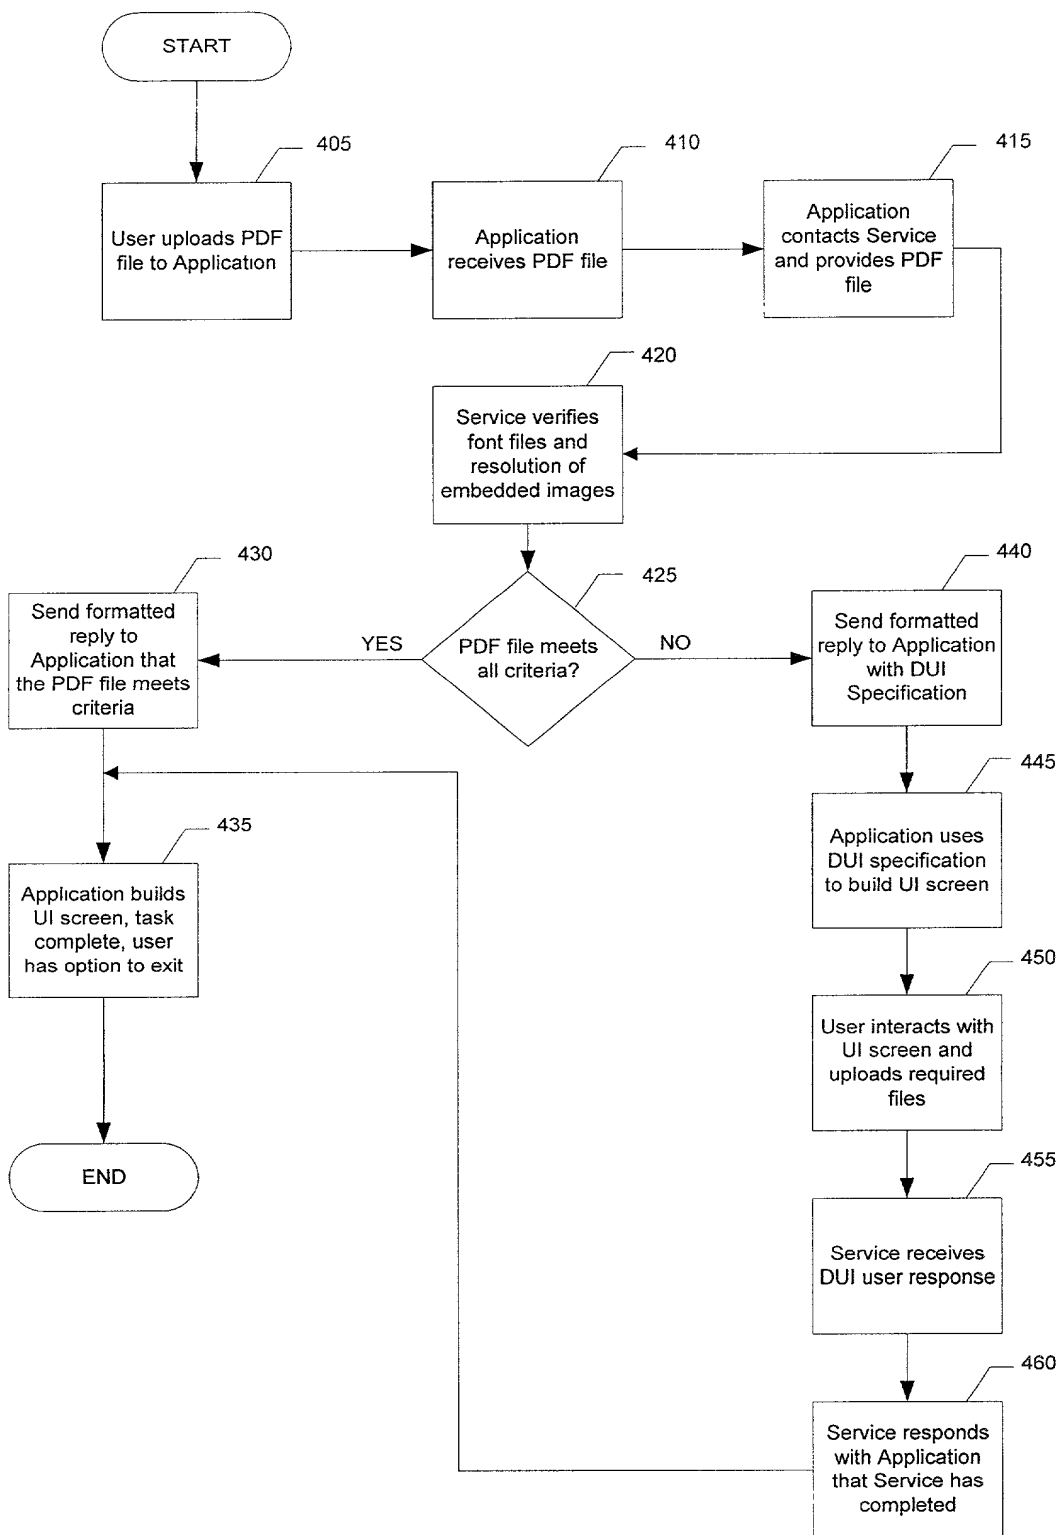 START
405
User uploads PDF
file to Application
410
Application
receives PDF file
415
Application
contacts Service
and provides PDF
file
420
Service verifies
font files and
resolution of
embedded images
425
PDF file meets
all criteria?
YES
NO
430
Send formatted
reply to
Application that
the PDF file meets
criteria
435
Application builds
UI screen, task
complete, user
has option to exit
END
440
Send formatted
reply to Application
with DUI
Specification
445
Application uses
DUI specification
to build UI screen
450
User interacts with
UI screen and
uploads required
files
455
Service receives
DUI user response
460
Service responds
with Application
that Service has
completed